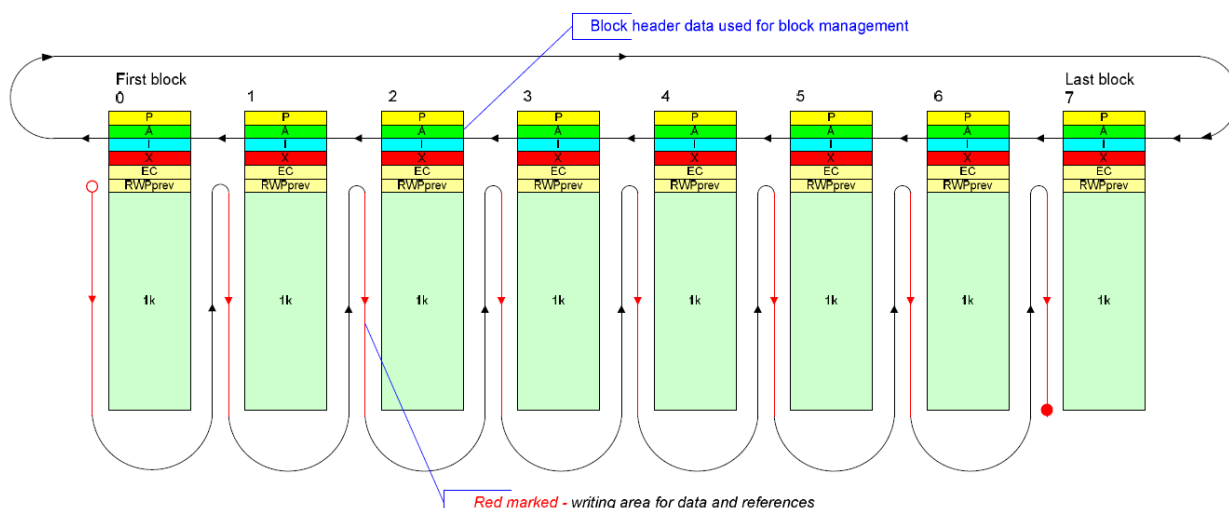 Block header data used for block management
First block Last block
0 1 2 3 4 5 6 7
P P P P P P P P
A A A A A A A A
I I I I I I I I
X X X X X X X X
EC EC EC EC EC EC EC EC
RWPprev RWPprev RWPprev RWPprev RWPprev RWPprev RWPprev RWPprev
1k 1k 1k 1k 1k 1k 1k 1k
Red marked - writing area for data and references